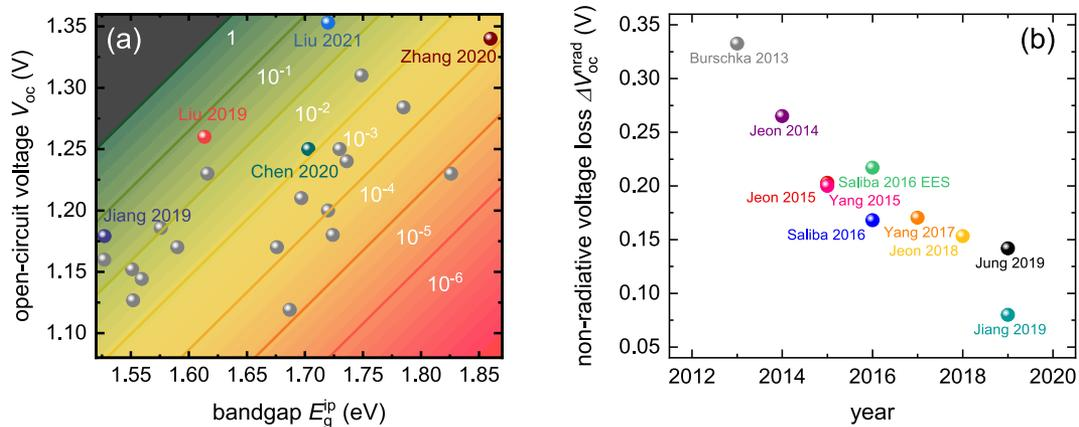 (a)
1
10-1
10-2
10-3
10-4
10-5
10-6
Liu 2021
Zhang 2020
Liu 2019
Chen 2020
Jiang 2019
1.35
1.30
1.25
1.20
1.15
1.10
open-circuit voltage Voc (V)
1.55 1.60 1.65 1.70 1.75 1.80 1.85
bandgap Egip (eV)
(b)
Burschka 2013
Jeon 2014
Saliba 2016 EES
Jeon 2015
Yang 2015
Saliba 2016
Yang 2017
Jeon 2018
Jung 2019
Jiang 2019
0.35
0.30
0.25
0.20
0.15
0.10
0.05
non-radiative voltage loss ΔVocnrad (V)
2012 2014 2016 2018 2020
year